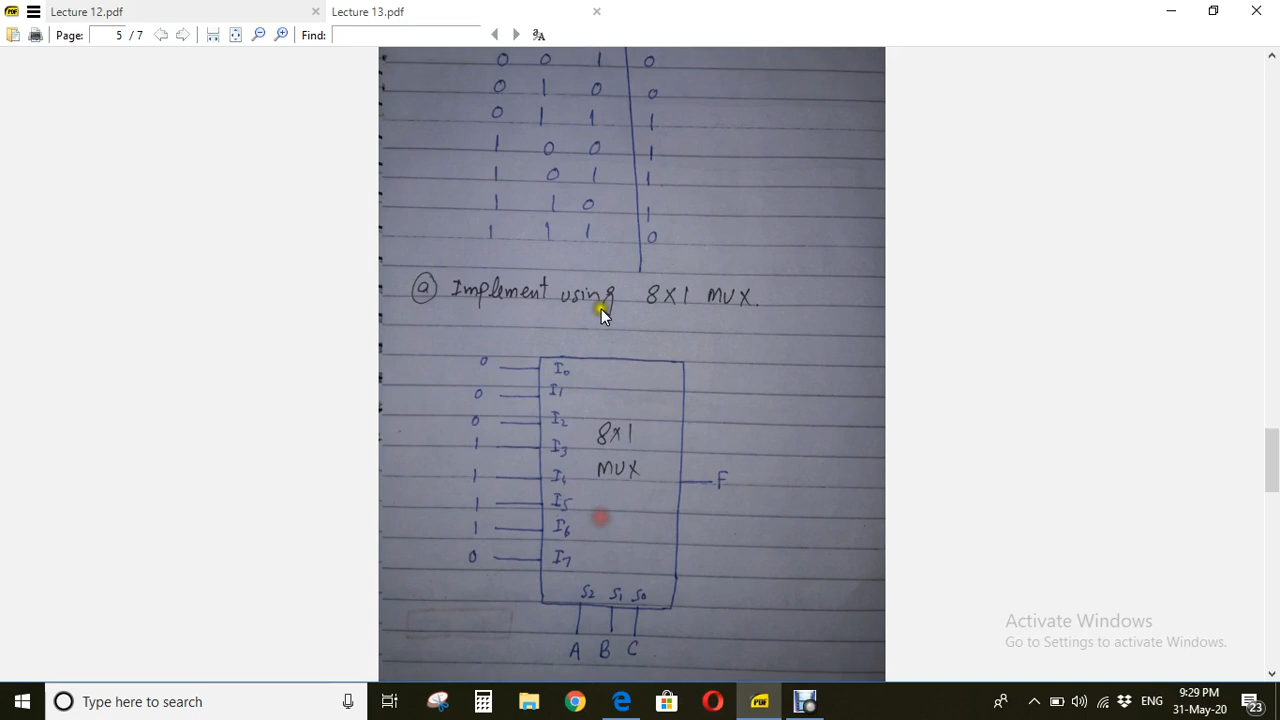 Lecture 12.pdf × Lecture 13.pdf ×
Page: 5 / 7 Find:
0 0 1 0
0 1 0 0
0 1 1 1
1 0 0 1
1 0 1 1
1 1 0 1
1 1 1 0
(a) Implement using 8X1 MUX.
0 I0
0 I1
0 I2
8X1
1 I3
MUX
1 I4
F
1 I5
1 I6
0 I7
S2 S1 S0
A B C
Activate Windows
Go to Settings to activate Windows.
Type here to search
PDF
ENG
9:29 PM
31-May-20
23